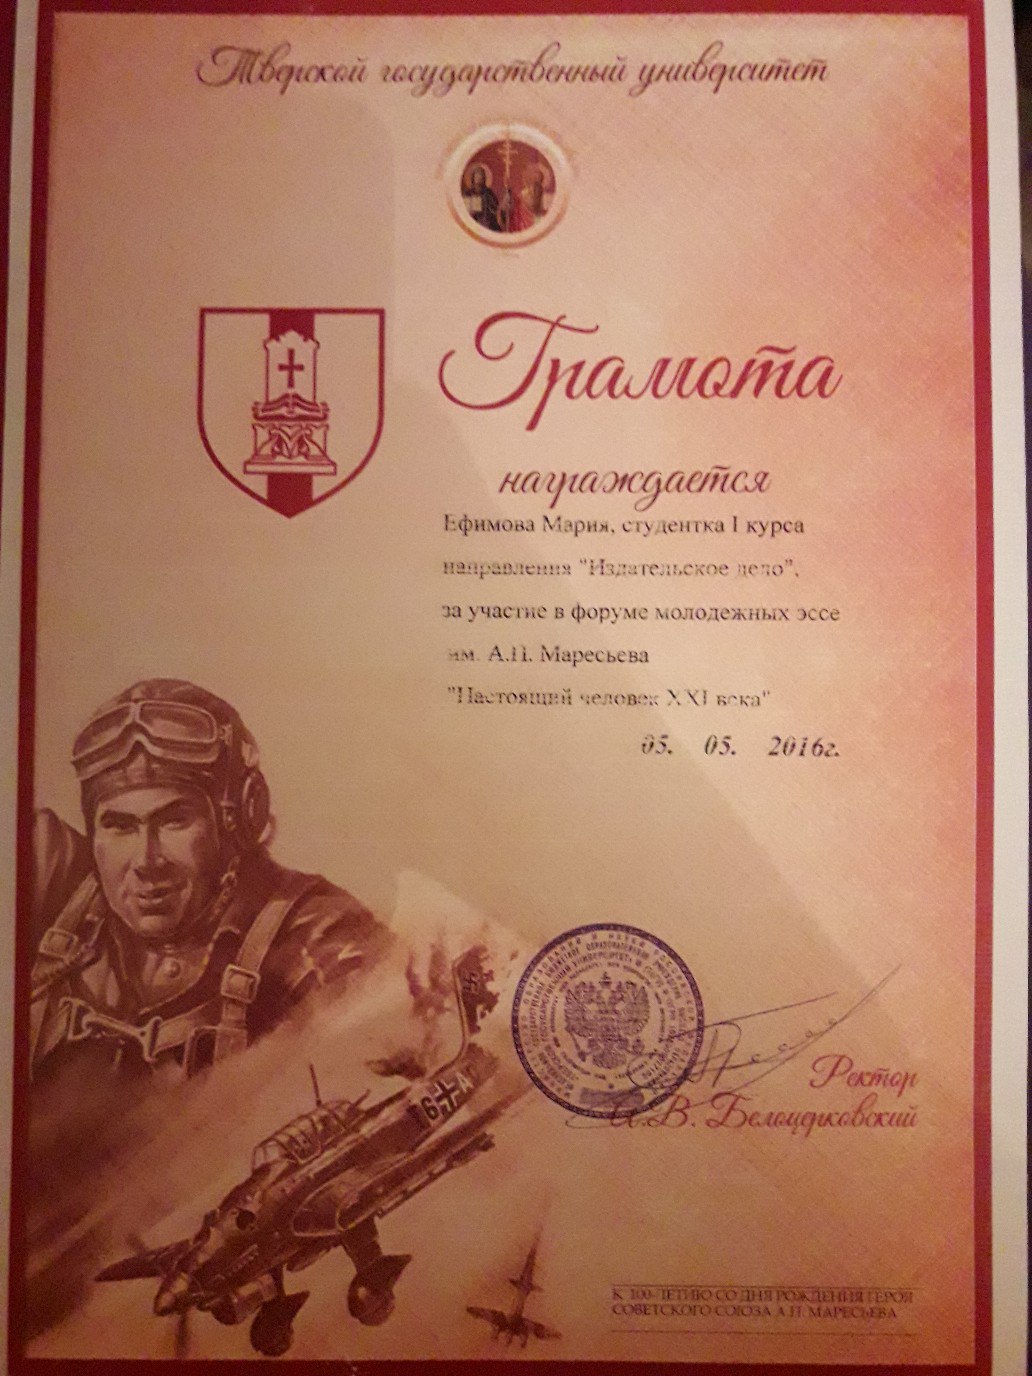 Тверской государственный университет
Грамота
награждается
Ефимова Мария, студентка I курса
направления "Издательское дело",
за участие в форуме молодежных эссе
им. А.П. Маресьева
"Настоящий человек XXI века"
05. 05. 2016г.
Ректор
А.В. Белоцерковский
6 A
К 100-ЛЕТИЮ СО ДНЯ РОЖДЕНИЯ ГЕРОЯ
СОВЕТСКОГО СОЮЗА А.П. МАРЕСЬЕВА